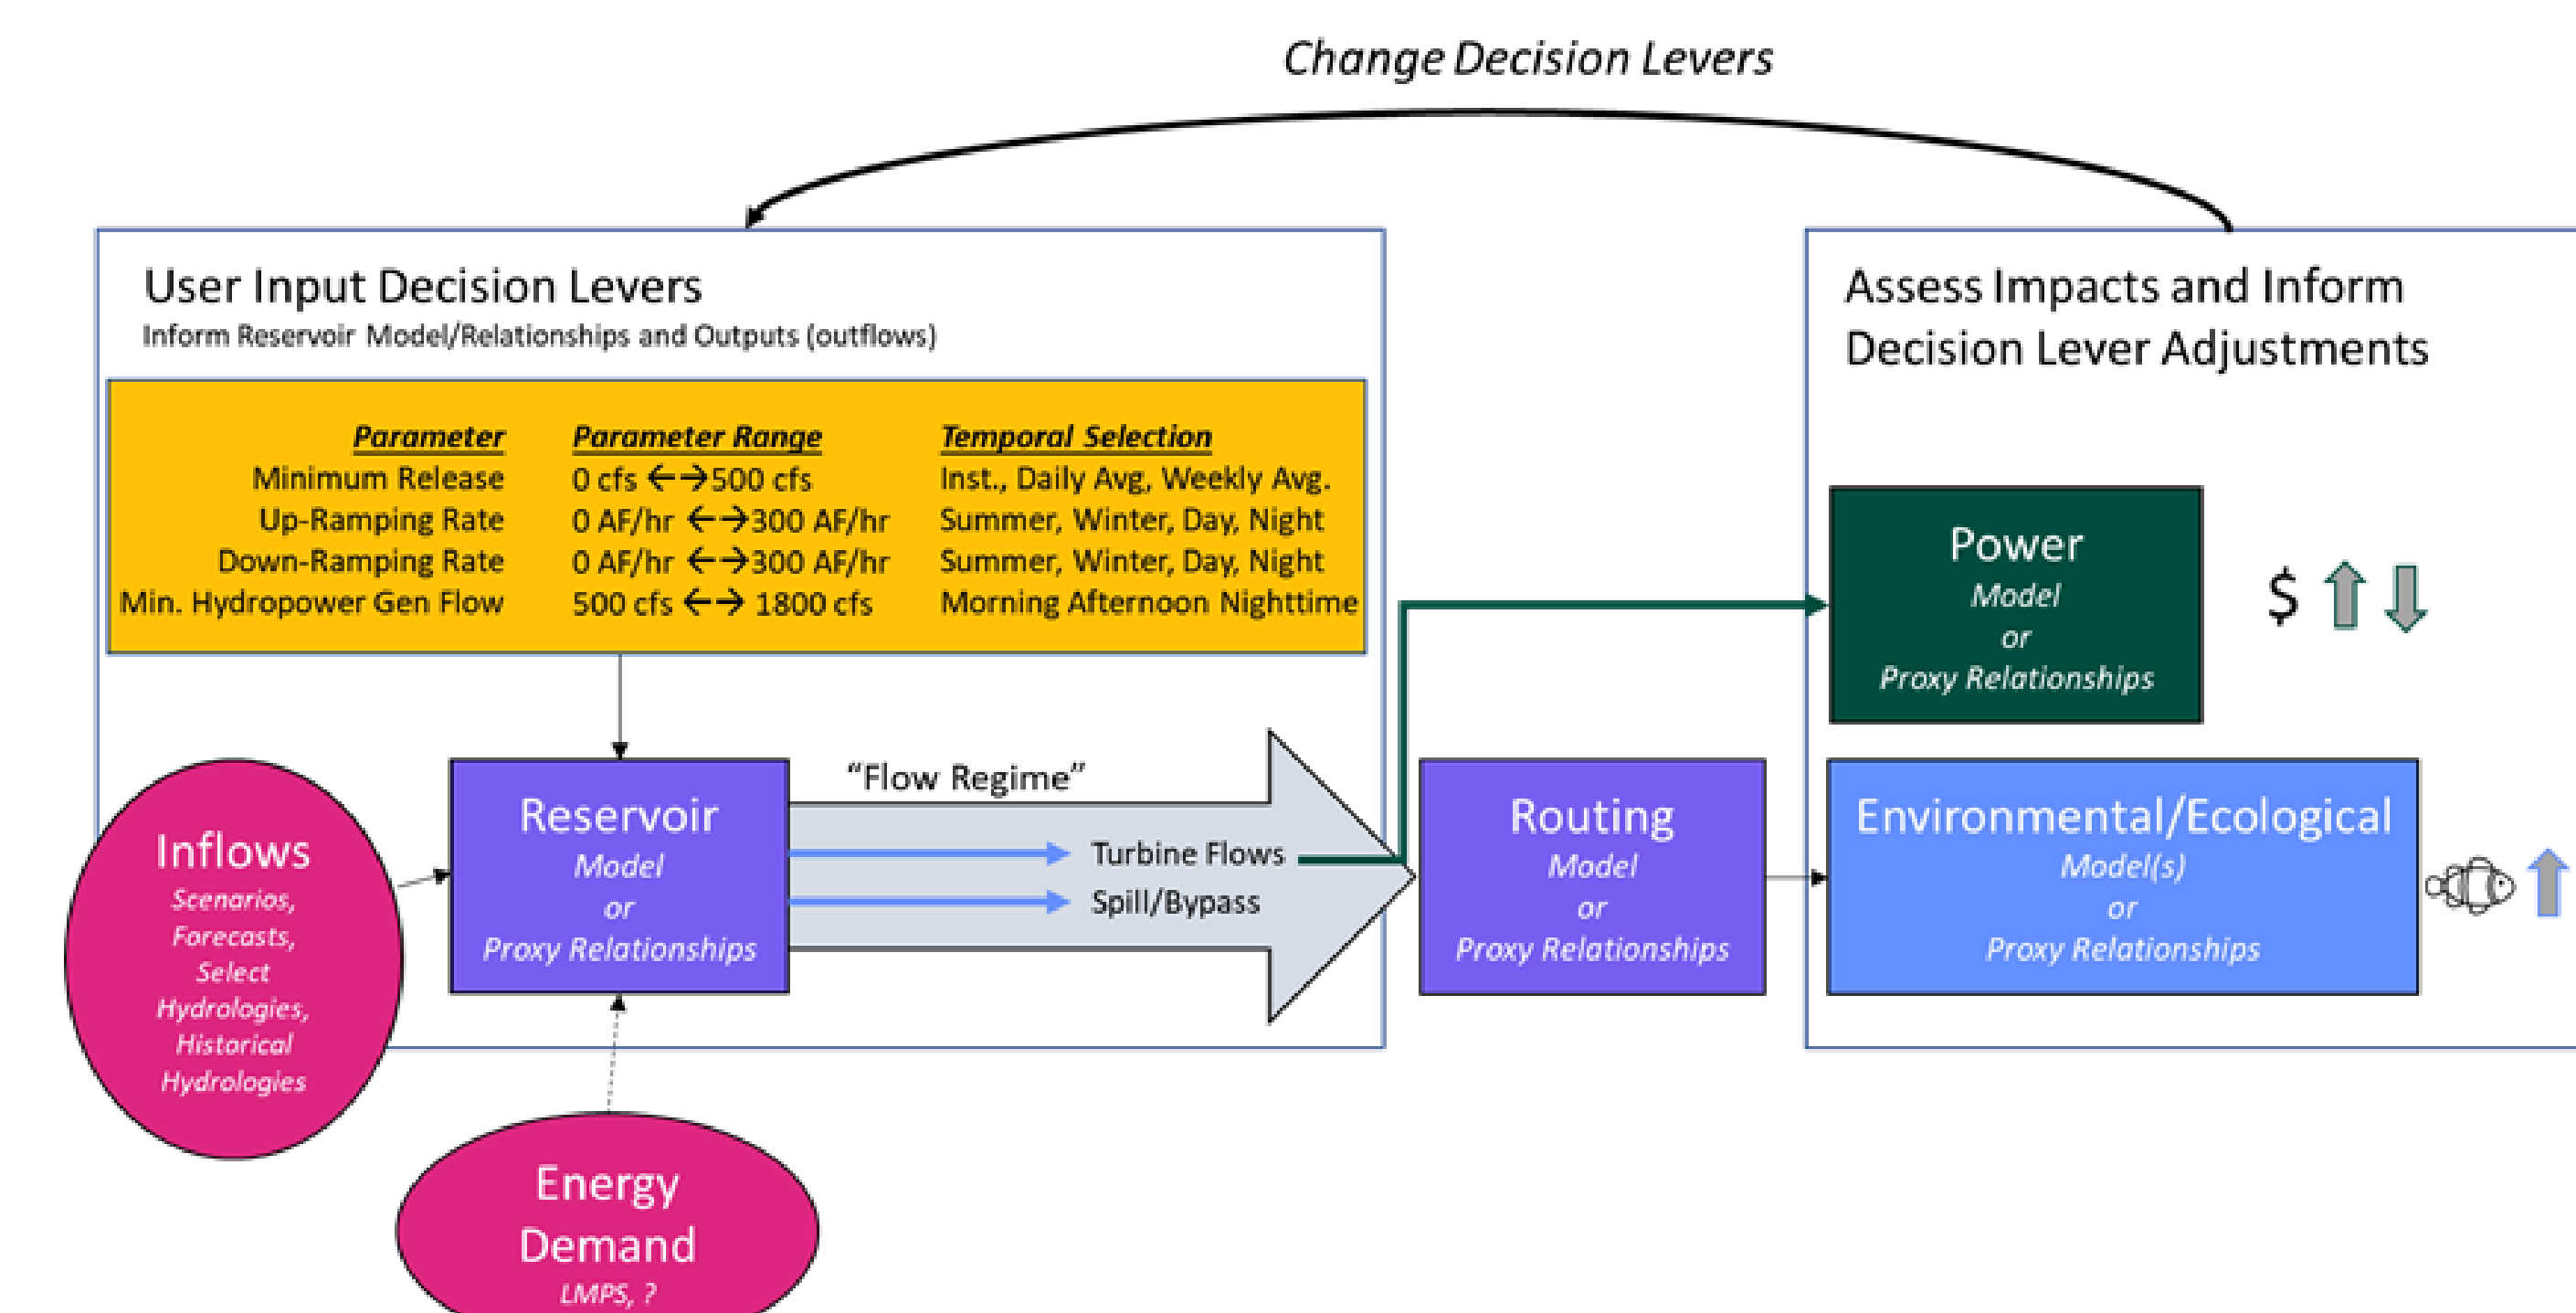 Change Decision Levers
User Input Decision Levers
Inform Reservoir Model/Relationships and Outputs (outflows)
Parameter Parameter Range Temporal Selection
Minimum Release 0 cfs ←→500 cfs Inst., Daily Avg, Weekly Avg.
Up-Ramping Rate 0 AF/hr ←→300 AF/hr Summer, Winter, Day, Night
Down-Ramping Rate 0 AF/hr ←→300 AF/hr Summer, Winter, Day, Night
Min. Hydropower Gen Flow 500 cfs ←→ 1800 cfs Morning Afternoon Nighttime
Inflows
Scenarios,
Forecasts,
Select
Hydrologies,
Historical
Hydrologies
Reservoir
Model
or
Proxy Relationships
"Flow Regime"
Turbine Flows
Spill/Bypass
Energy
Demand
LMPS, ?
Routing
Model
or
Proxy Relationships
Assess Impacts and Inform
Decision Lever Adjustments
Power
Model
or
Proxy Relationships
$
Environmental/Ecological
Model(s)
or
Proxy Relationships